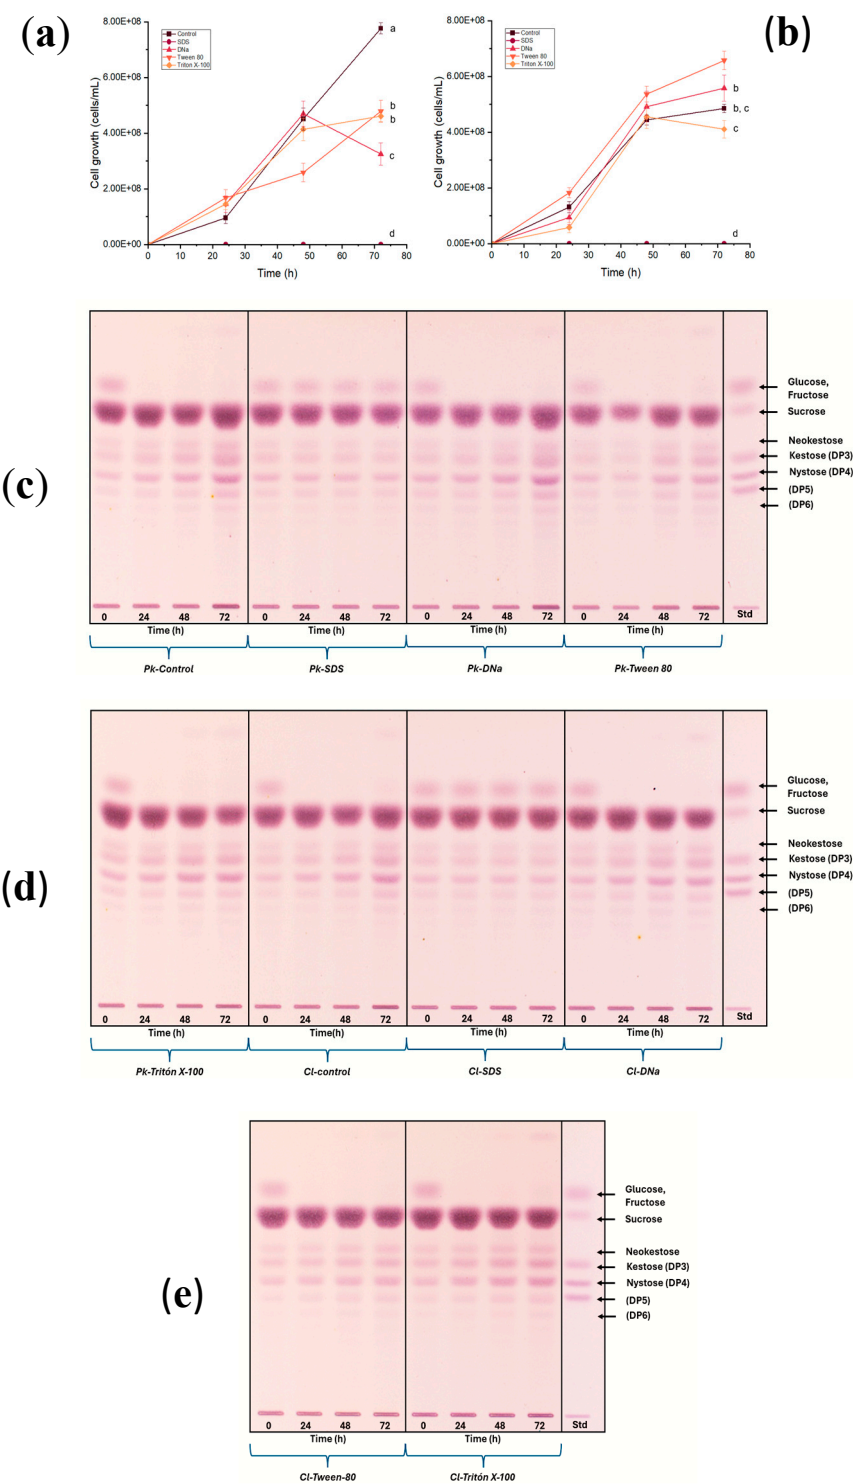 (a)
8.00E+08
6.00E+08
4.00E+08
2.00E+08
0.00E+00
Cell growth (cells/mL)
Control
SDS
DNa
Tween 80
Triton X-100
a
b
b
c
d
0 10 20 30 40 50 60 70 80
Time (h)
(b)
8.00E+08
6.00E+08
4.00E+08
2.00E+08
0.00E+00
Cell growth (cells/mL)
Control
SDS
DNa
Tween 80
Triton X-100
b
b, c
c
d
0 10 20 30 40 50 60 70 80
Time (h)
(c)
Glucose,
Fructose
Sucrose
Neokestose
Kestose (DP3)
Nystose (DP4)
(DP5)
(DP6)
0 24 48 72 0 24 48 72 0 24 48 72 0 24 48 72 Std
Time (h) Time (h) Time (h) Time (h)
Pk-Control Pk-SDS Pk-DNa Pk-Tween 80
(d)
Glucose,
Fructose
Sucrose
Neokestose
Kestose (DP3)
Nystose (DP4)
(DP5)
(DP6)
0 24 48 72 0 24 48 72 0 24 48 72 0 24 48 72 Std
Time (h) Time(h) Time (h) Time (h)
Pk-Tritón X-100 Cl-control Cl-SDS Cl-DNa
(e)
Glucose,
Fructose
Sucrose
Neokestose
Kestose (DP3)
Nystose (DP4)
(DP5)
(DP6)
0 24 48 72 0 24 48 72 Std
Time (h) Time (h)
Cl-Tween-80 Cl-Tritón X-100